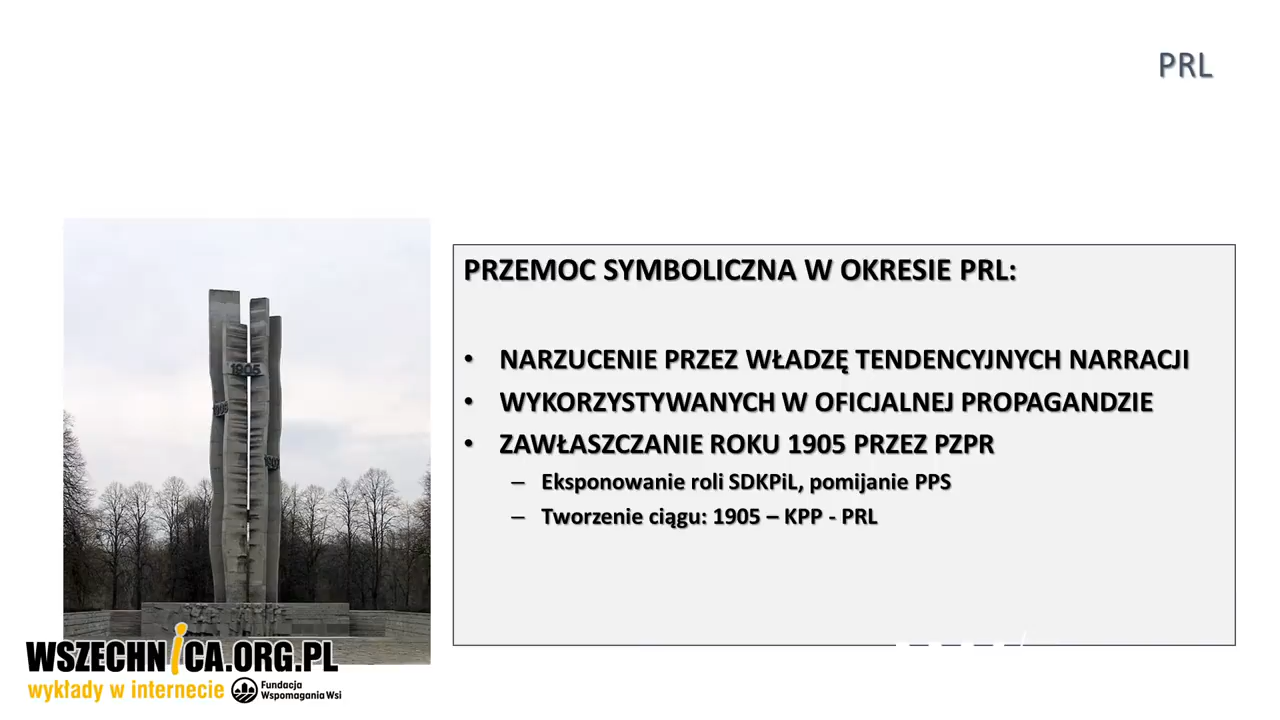 PRL
PRZEMOC SYMBOLICZNA W OKRESIE PRL:
• NARZUCENIE PRZEZ WŁADZĘ TENDENCYJNYCH NARRACJI
• WYKORZYSTYWANYCH W OFICJALNEJ PROPAGANDZIE
• ZAWŁASZCZANIE ROKU 1905 PRZEZ PZPR
– Eksponowanie roli SDKPiL, pomijanie PPS
– Tworzenie ciągu: 1905 – KPP - PRL
1905
WSZECHNICA.ORG.PL
wykłady w internecie
Fundacja
Wspomagania Wsi